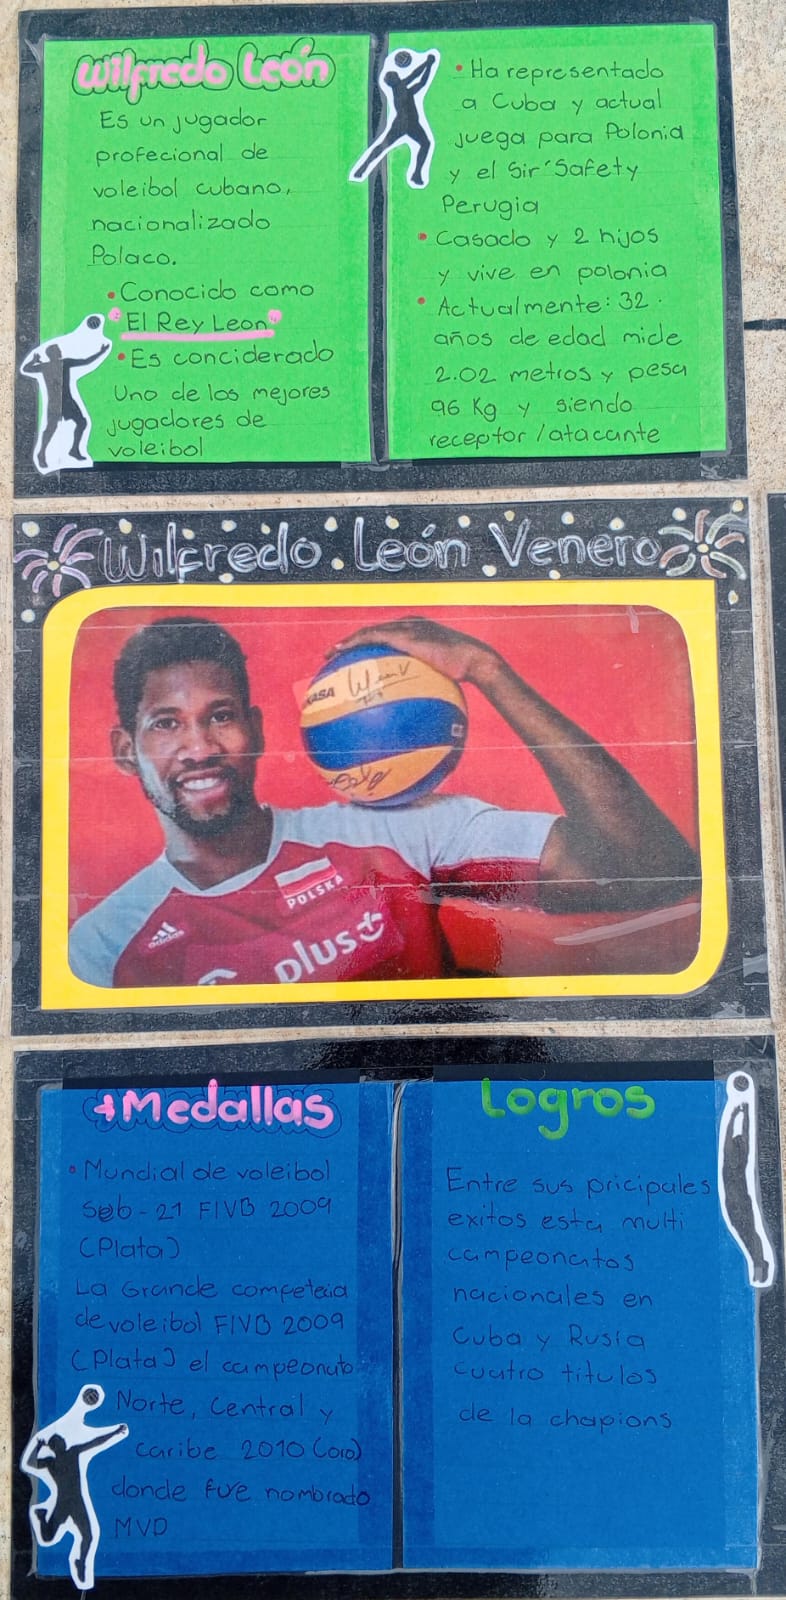 Wilfredo León
Es un jugador
profecional de
voleibol cubano,
nacionalizado
Polaco.
• Conocido como
"El Rey Leon"
• Es conciderado
Uno de los mejores
jugadores de
voleibol
• Ha representado
a Cuba y actual
juega para Polonia
y el Sir´Safety
Perugia
• Casado y 2 hijos
y vive en polonia
• Actualmente: 32
años de edad mide
2.02 metros y pesa
96 Kg y siendo
receptor/atacante
Wilfredo León Venero
KASA
POLSKA
adidas
plus
+Medallas
• Mundial de voleibol
Sub-21 FIVB 2009
(Plata)
La Grande competecia
de voleibol FIVB 2009
(Plata) el campeonato
Norte, Central y
Caribe 2010 (oro)
donde fue nombrado
MVD
Logros
Entre sus pricipales
exitos esta multi
campeonatos
nacionales en
Cuba y Rusia
cuatro titulos
de la chapions